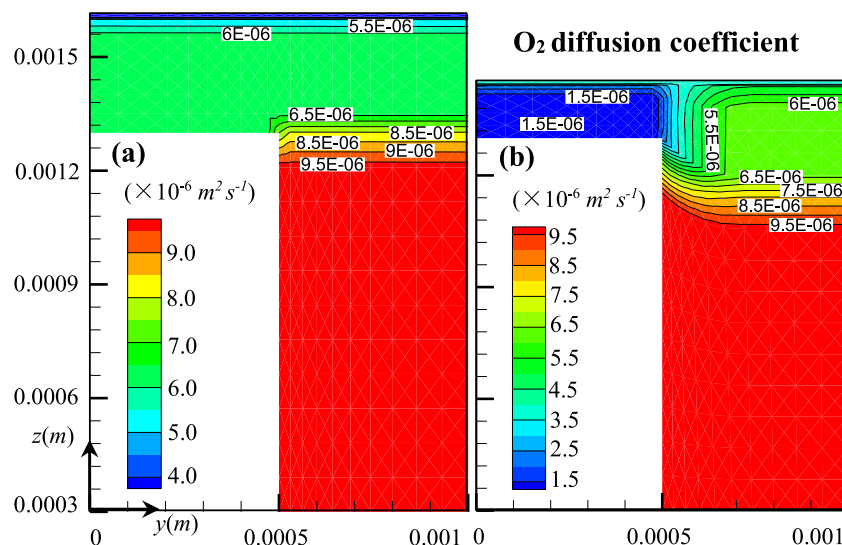 O₂ diffusion coefficient
5.5E-06
6E-06
6.5E-06
8.5E-06
8.5E-06
9E-06
9.5E-06
(a)
(×10⁻⁶ m² s⁻¹)
9.0
8.0
7.0
6.0
5.0
4.0
0.0015
0.0012
0.0009
0.0006
z(m)
0.0003
0
y(m)
0.0005
0.001
1.5E-06
1.5E-06
6E-06
5.5E-06
6.5E-06
7.5E-06
8.5E-06
9.5E-06
(b)
(×10⁻⁶ m² s⁻¹)
9.5
8.5
7.5
6.5
5.5
4.5
3.5
2.5
1.5
0
0.0005
0.001